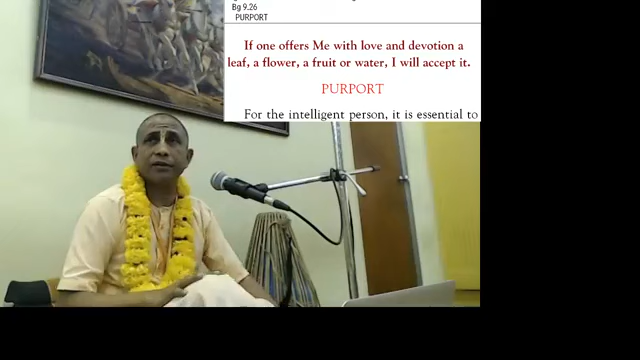 Bg 9.26
PURPORT
If one offers Me with love and devotion a
leaf, a flower, a fruit or water, I will accept it.
PURPORT
For the intelligent person, it is essential to